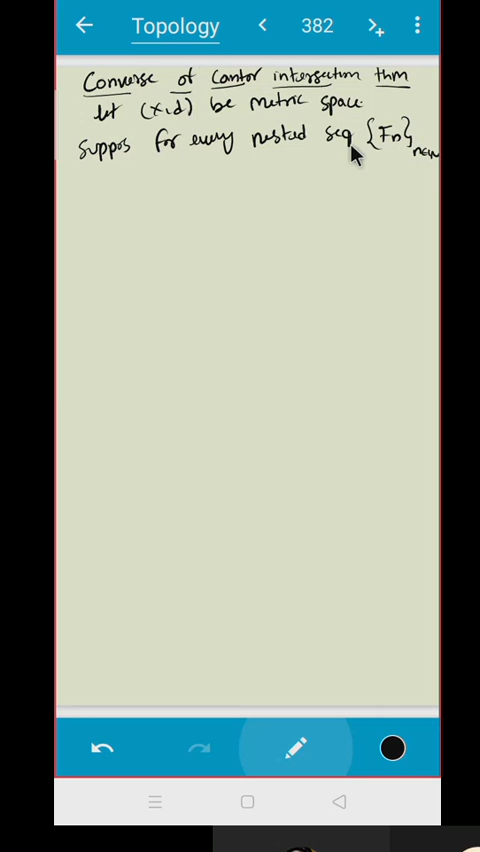 Topology
382
Converse of Cantor intersection thm
let (X,d) be metric space.
Suppos for every nested seq {Fn}n∈N